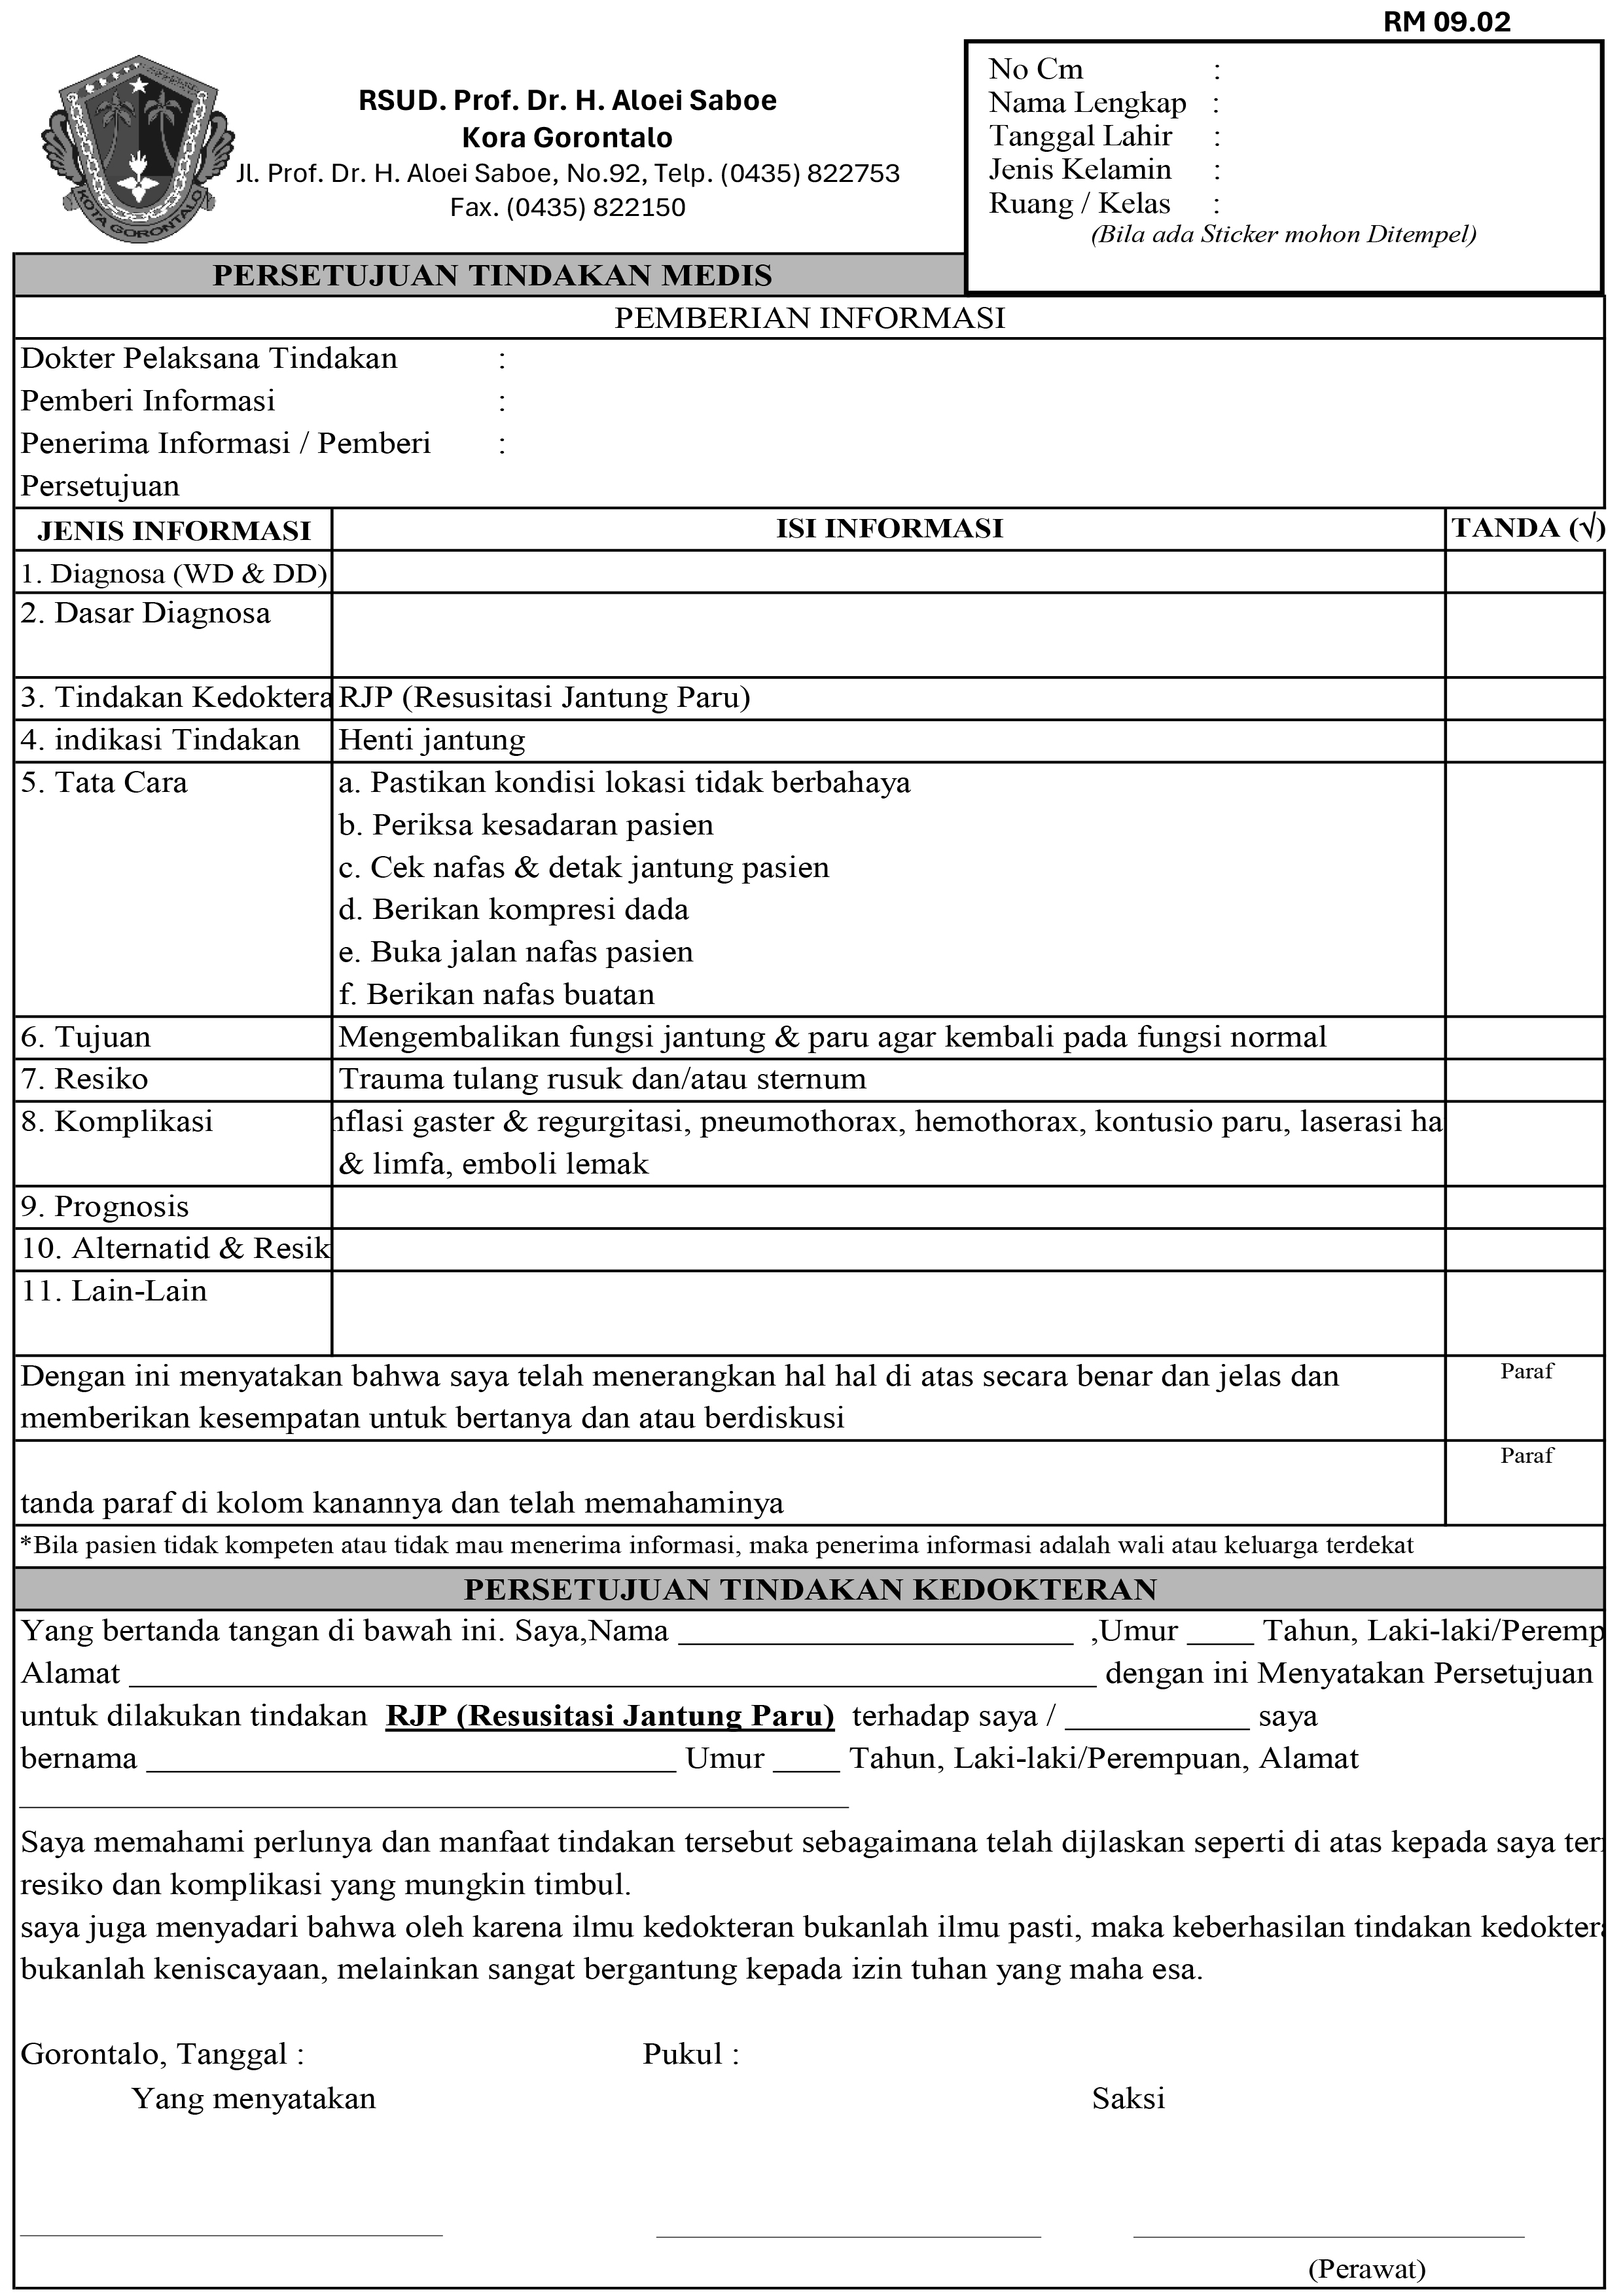 RM 09.02
RSUD. Prof. Dr. H. Aloei Saboe
Kora Gorontalo
Jl. Prof. Dr. H. Aloei Saboe, No.92, Telp. (0435) 822753
Fax. (0435) 822150
KOTA GORONTALO
No Cm :
Nama Lengkap :
Tanggal Lahir :
Jenis Kelamin :
Ruang / Kelas :
(Bila ada Sticker mohon Ditempel)
PERSETUJUAN TINDAKAN MEDIS
PEMBERIAN INFORMASI
Dokter Pelaksana Tindakan :
Pemberi Informasi :
Penerima Informasi / Pemberi :
Persetujuan
JENIS INFORMASI ISI INFORMASI TANDA (√)
1. Diagnosa (WD & DD)
2. Dasar Diagnosa
3. Tindakan Kedoktera RJP (Resusitasi Jantung Paru)
4. indikasi Tindakan Henti jantung
5. Tata Cara a. Pastikan kondisi lokasi tidak berbahaya
b. Periksa kesadaran pasien
c. Cek nafas & detak jantung pasien
d. Berikan kompresi dada
e. Buka jalan nafas pasien
f. Berikan nafas buatan
6. Tujuan Mengembalikan fungsi jantung & paru agar kembali pada fungsi normal
7. Resiko Trauma tulang rusuk dan/atau sternum
8. Komplikasi nflasi gaster & regurgitasi, pneumothorax, hemothorax, kontusio paru, laserasi ha
& limfa, emboli lemak
9. Prognosis
10. Alternatid & Resik
11. Lain-Lain
Dengan ini menyatakan bahwa saya telah menerangkan hal hal di atas secara benar dan jelas dan Paraf
memberikan kesempatan untuk bertanya dan atau berdiskusi
Paraf
tanda paraf di kolom kanannya dan telah memahaminya
*Bila pasien tidak kompeten atau tidak mau menerima informasi, maka penerima informasi adalah wali atau keluarga terdekat
PERSETUJUAN TINDAKAN KEDOKTERAN
Yang bertanda tangan di bawah ini. Saya,Nama ____ ,Umur ____ Tahun, Laki-laki/Peremp
Alamat ____ dengan ini Menyatakan Persetujuan
untuk dilakukan tindakan RJP (Resusitasi Jantung Paru) terhadap saya / ____ saya
bernama ____ Umur ____ Tahun, Laki-laki/Perempuan, Alamat
Saya memahami perlunya dan manfaat tindakan tersebut sebagaimana telah dijlaskan seperti di atas kepada saya ter
resiko dan komplikasi yang mungkin timbul.
saya juga menyadari bahwa oleh karena ilmu kedokteran bukanlah ilmu pasti, maka keberhasilan tindakan kedoktera
bukanlah keniscayaan, melainkan sangat bergantung kepada izin tuhan yang maha esa.
Gorontalo, Tanggal : Pukul :
Yang menyatakan Saksi
(Perawat)